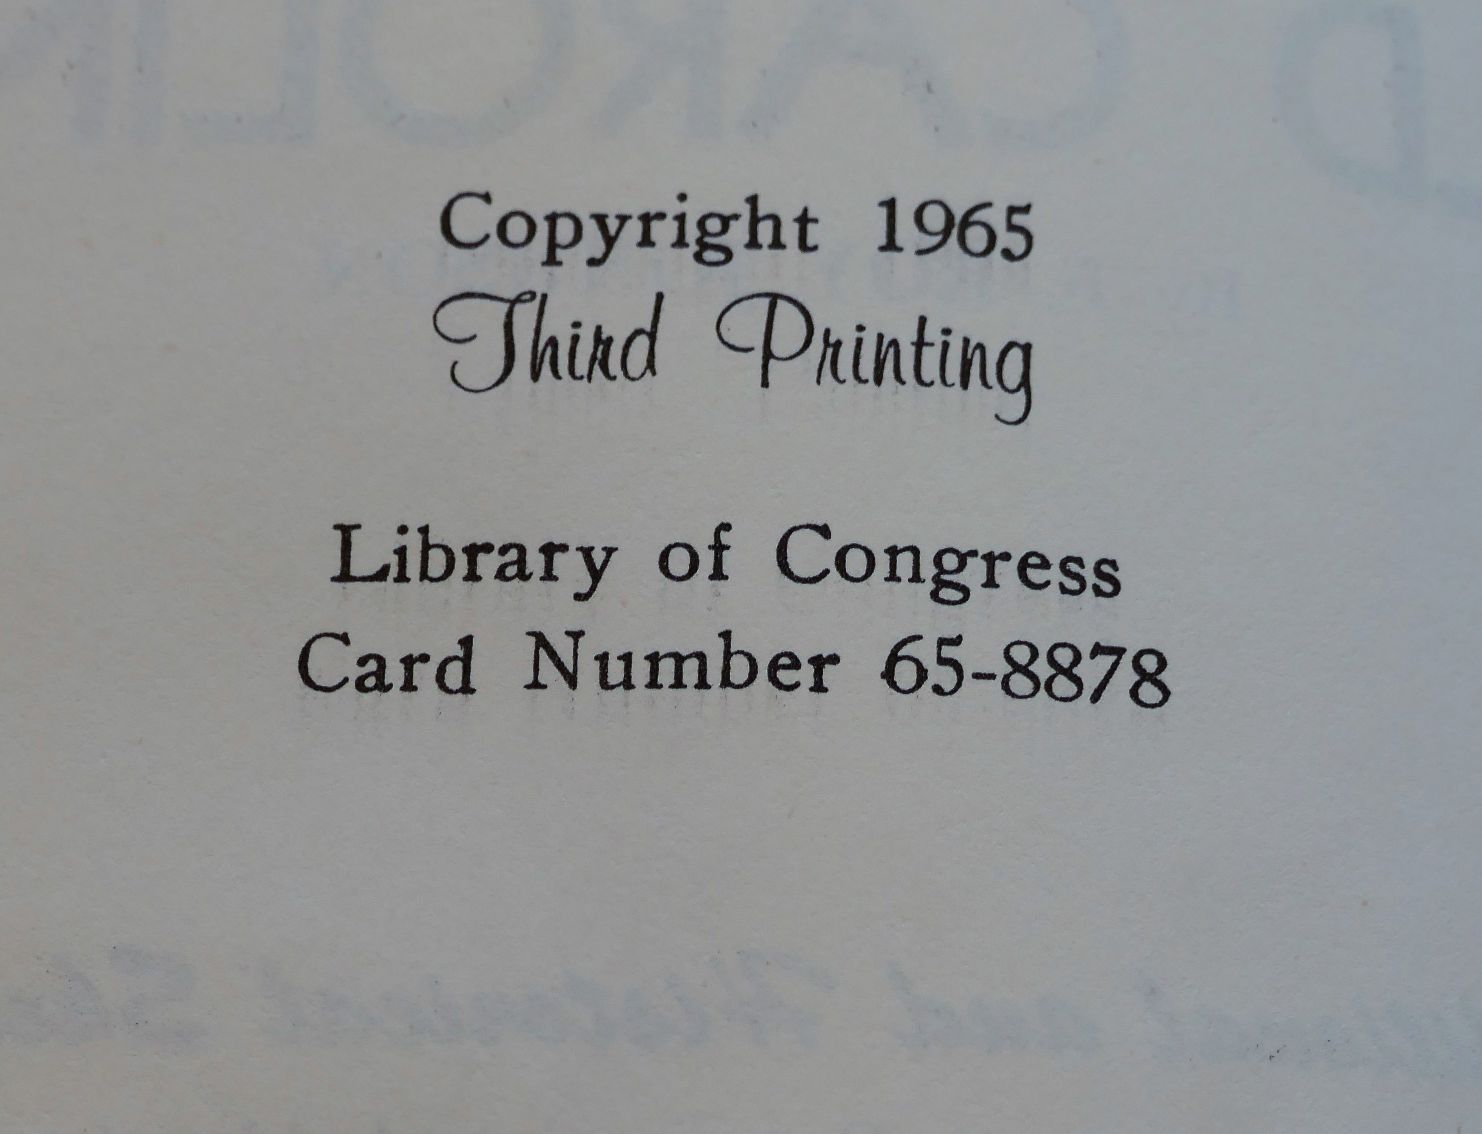 Copyright 1965
Third Printing
Library of Congress
Card Number 65-8878